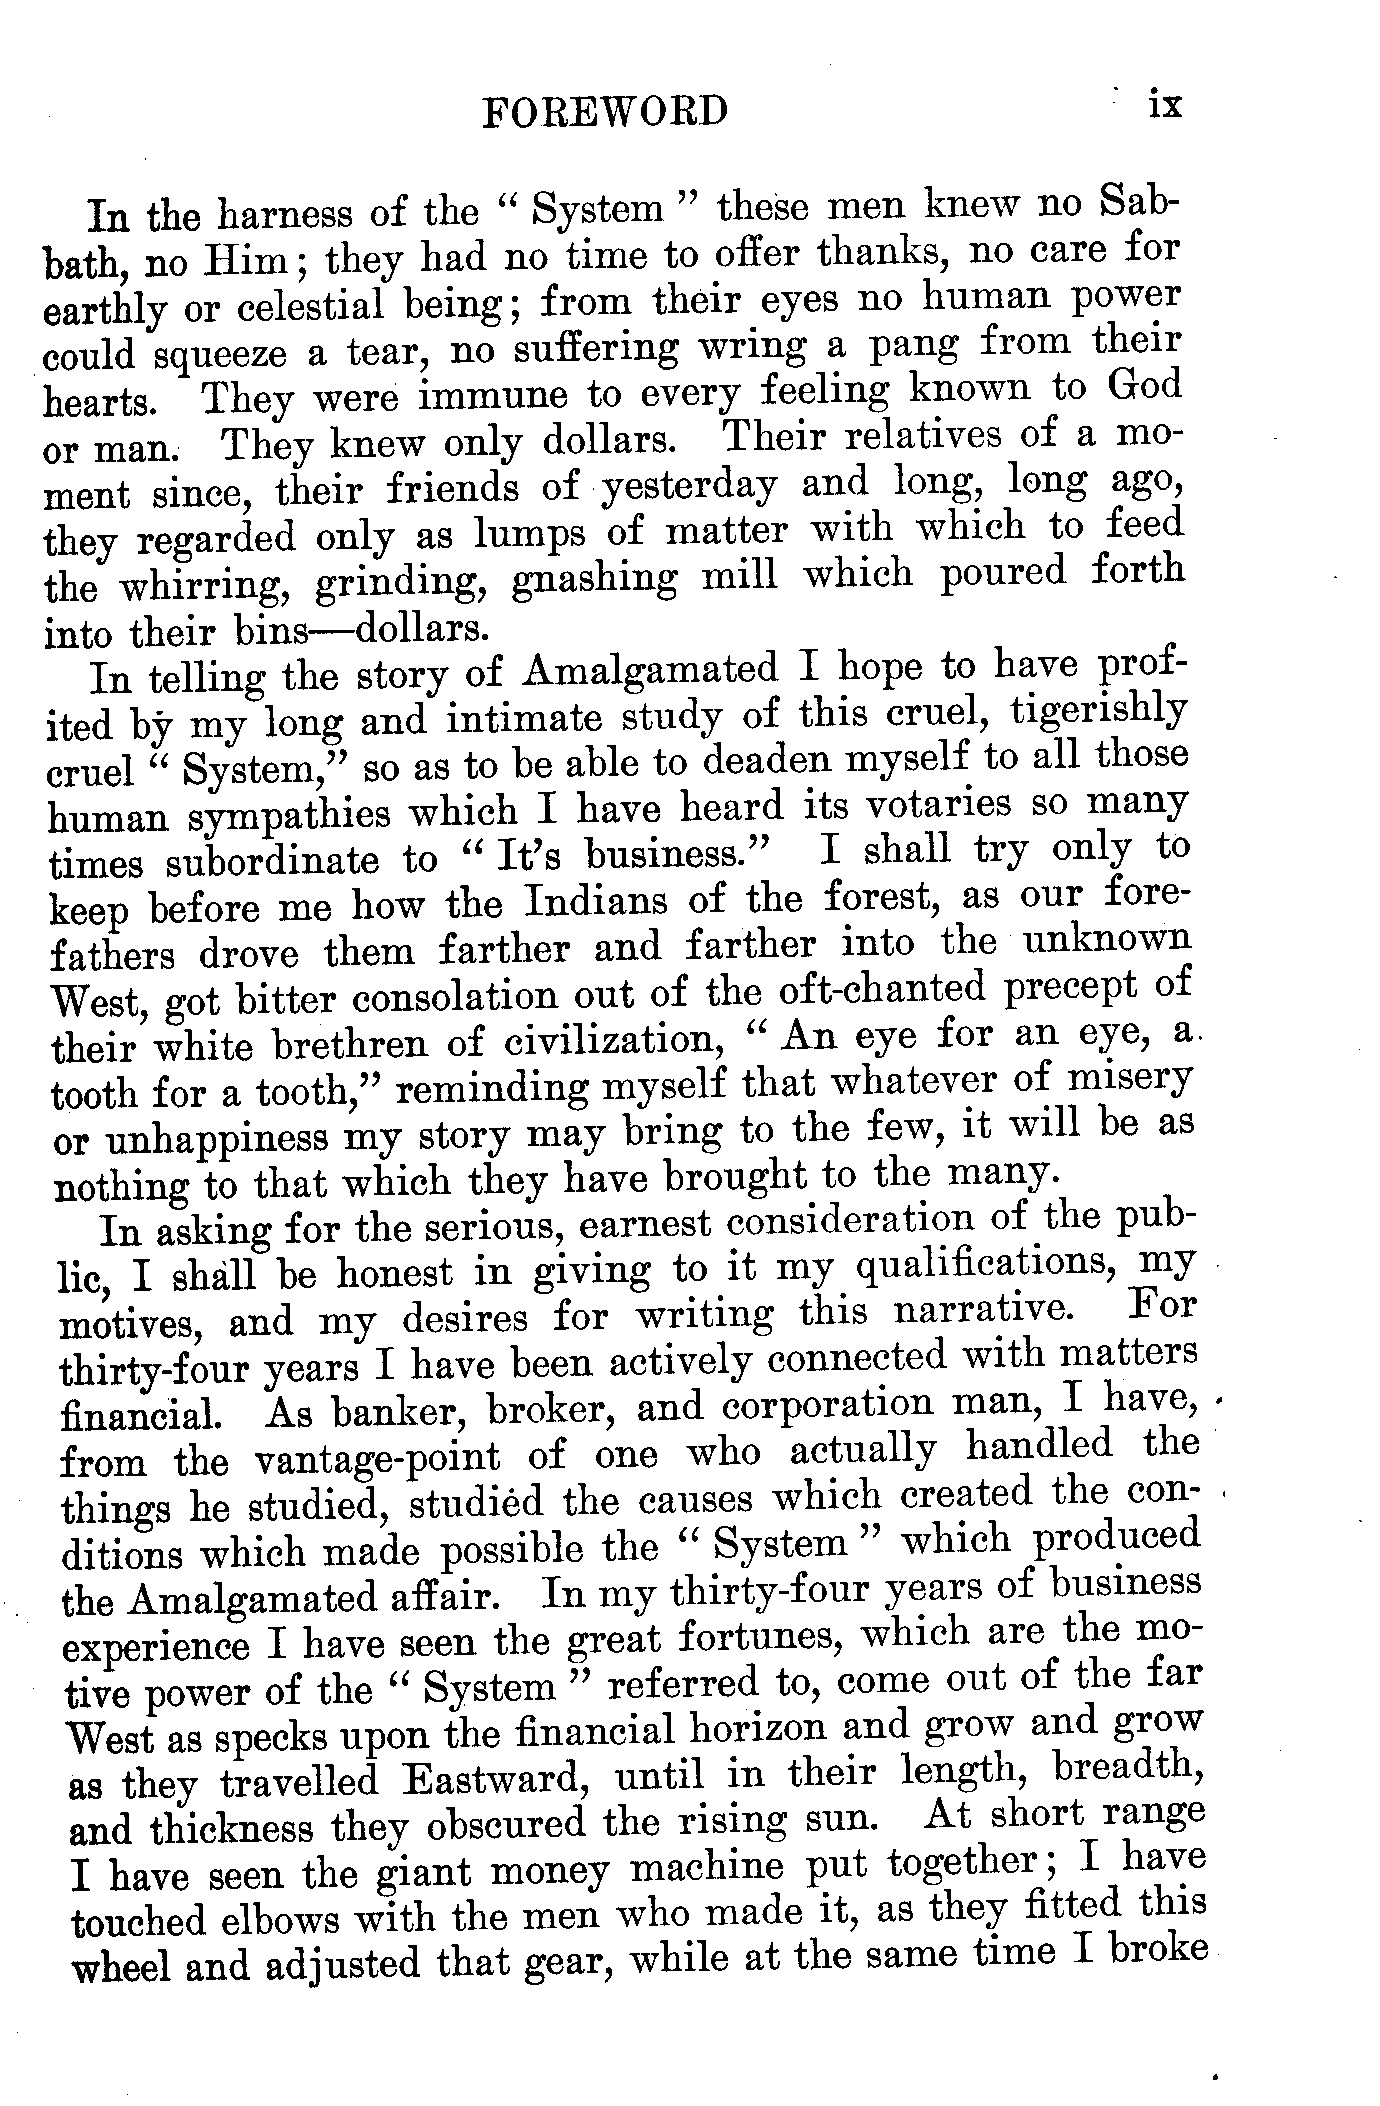 FOREWORD ix
In the harness of the “ System ” these men knew no Sab-
bath, no Him; they had no time to offer thanks, no care for
earthly or celestial being; from their eyes no human power
could squeeze a tear, no suffering wring a pang from their
hearts. They were immune to every feeling known to God
or man. They knew only dollars. Their relatives of a mo-
ment since, their friends of yesterday and long, long ago,
they regarded only as lumps of matter with which to feed
the whirring, grinding, gnashing mill which poured forth
into their bins—dollars.
In telling the story of Amalgamated I hope to have prof-
ited by my long and intimate study of this cruel, tigerishly
cruel “ System,” so as to be able to deaden myself to all those
human sympathies which I have heard its votaries so many
times subordinate to “ It’s business.” I shall try only to
keep before me how the Indians of the forest, as our fore-
fathers drove them farther and farther into the unknown
West, got bitter consolation out of the oft-chanted precept of
their white brethren of civilization, “ An eye for an eye, a
tooth for a tooth,” reminding myself that whatever of misery
or unhappiness my story may bring to the few, it will be as
nothing to that which they have brought to the many.
In asking for the serious, earnest consideration of the pub-
lic, I shall be honest in giving to it my qualifications, my
motives, and my desires for writing this narrative. For
thirty-four years I have been actively connected with matters
financial. As banker, broker, and corporation man, I have,
from the vantage-point of one who actually handled the
things he studied, studied the causes which created the con-
ditions which made possible the “ System ” which produced
the Amalgamated affair. In my thirty-four years of business
experience I have seen the great fortunes, which are the mo-
tive power of the “ System ” referred to, come out of the far
West as specks upon the financial horizon and grow and grow
as they travelled Eastward, until in their length, breadth,
and thickness they obscured the rising sun. At short range
I have seen the giant money machine put together; I have
touched elbows with the men who made it, as they fitted this
wheel and adjusted that gear, while at the same time I broke